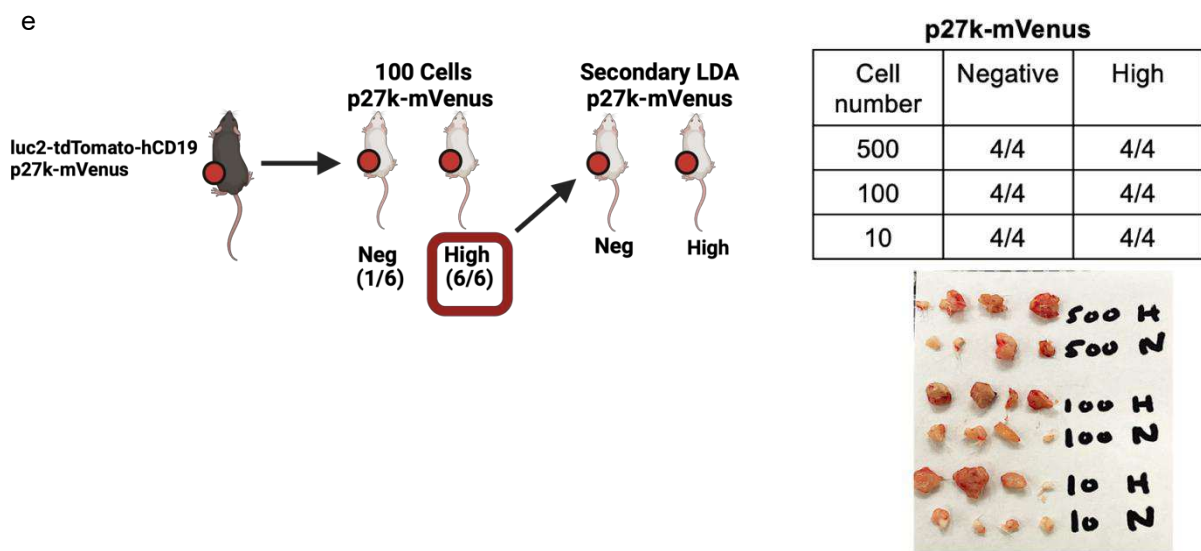 e
luc2-tdTomato-hCD19
p27k-mVenus
100 Cells
p27k-mVenus
Neg
(1/6)
High
(6/6)
Secondary LDA
p27k-mVenus
Neg
High
p27k-mVenus
Cell number Negative High
500 4/4 4/4
100 4/4 4/4
10 4/4 4/4
500 H
500 N
100 H
100 N
10 H
10 N